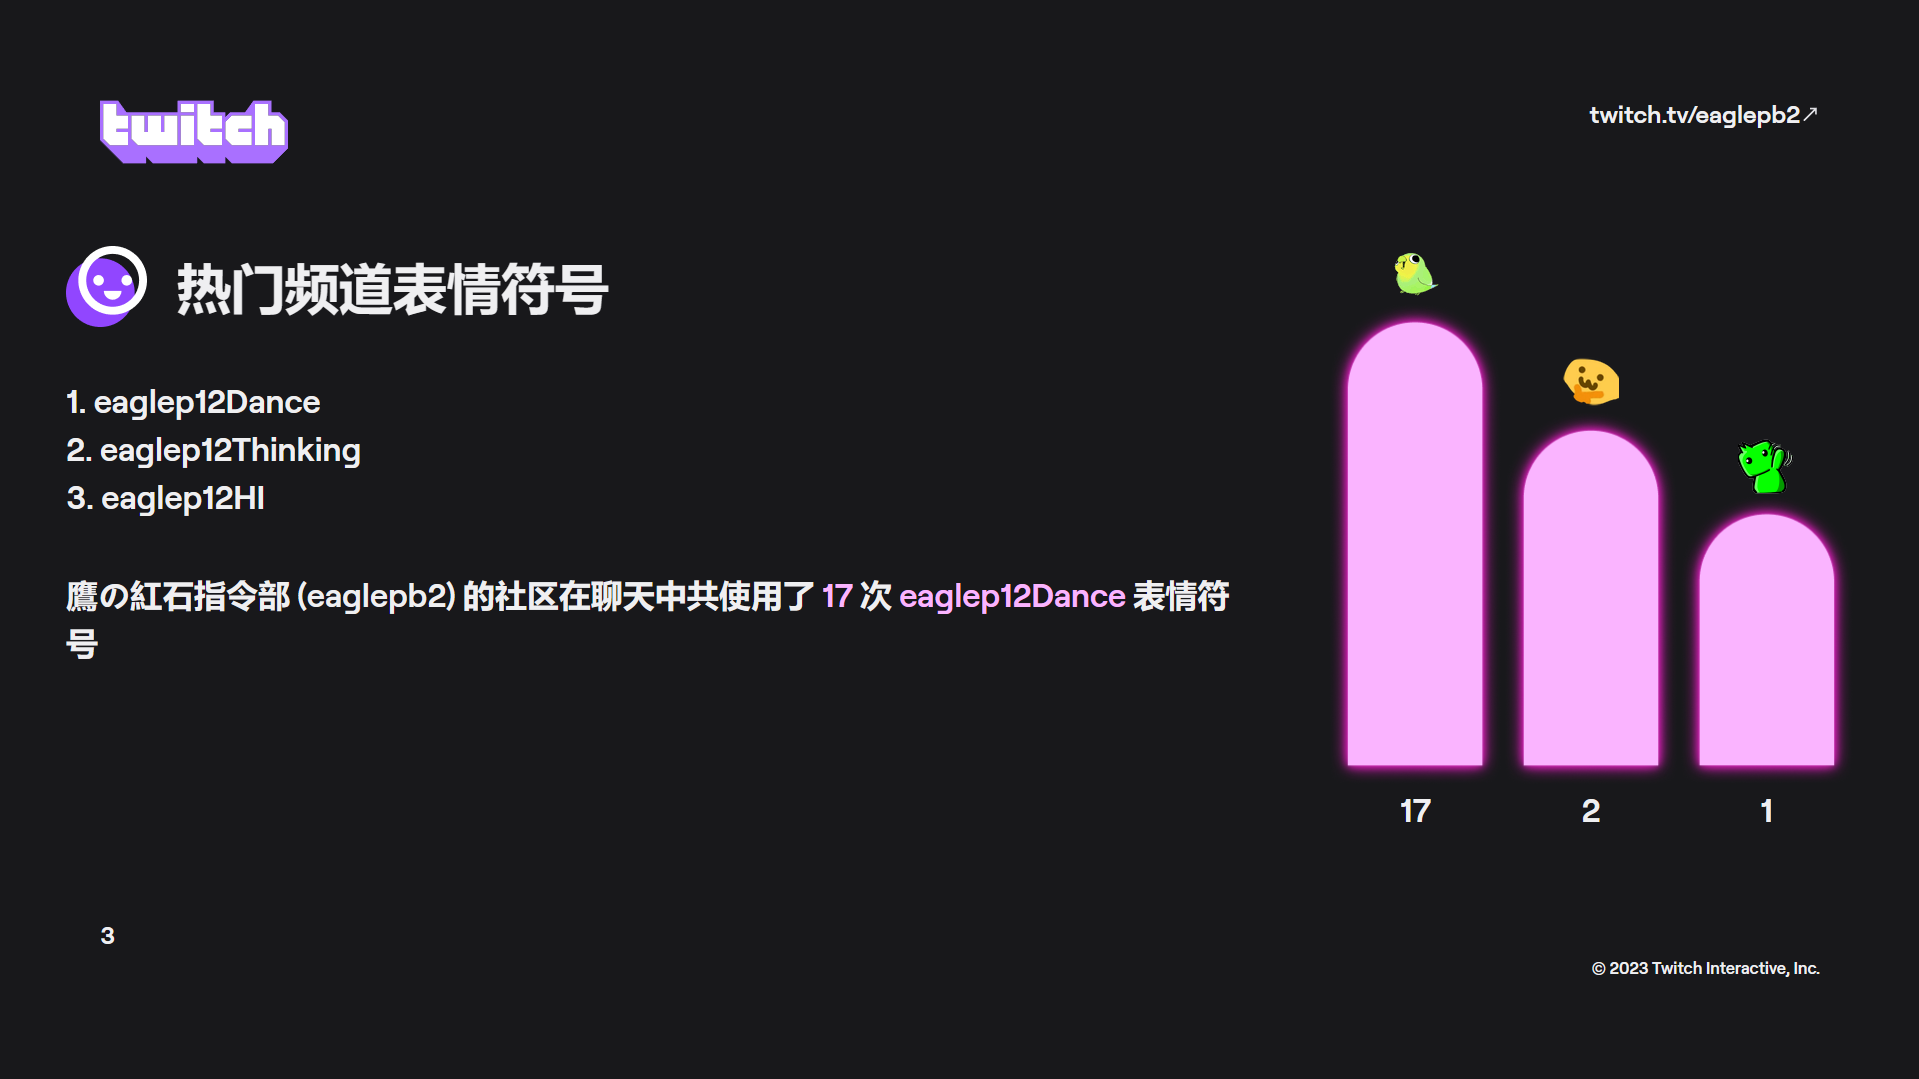 twitch
twitch.tv/eaglepb2↗
热门频道表情符号
1. eaglep12Dance
2. eaglep12Thinking
3. eaglep12HI
鹰の紅石指令部 (eaglepb2) 的社区在聊天中共使用了 17 次 eaglep12Dance 表情符
号
17
2
1
3
© 2023 Twitch Interactive, Inc.